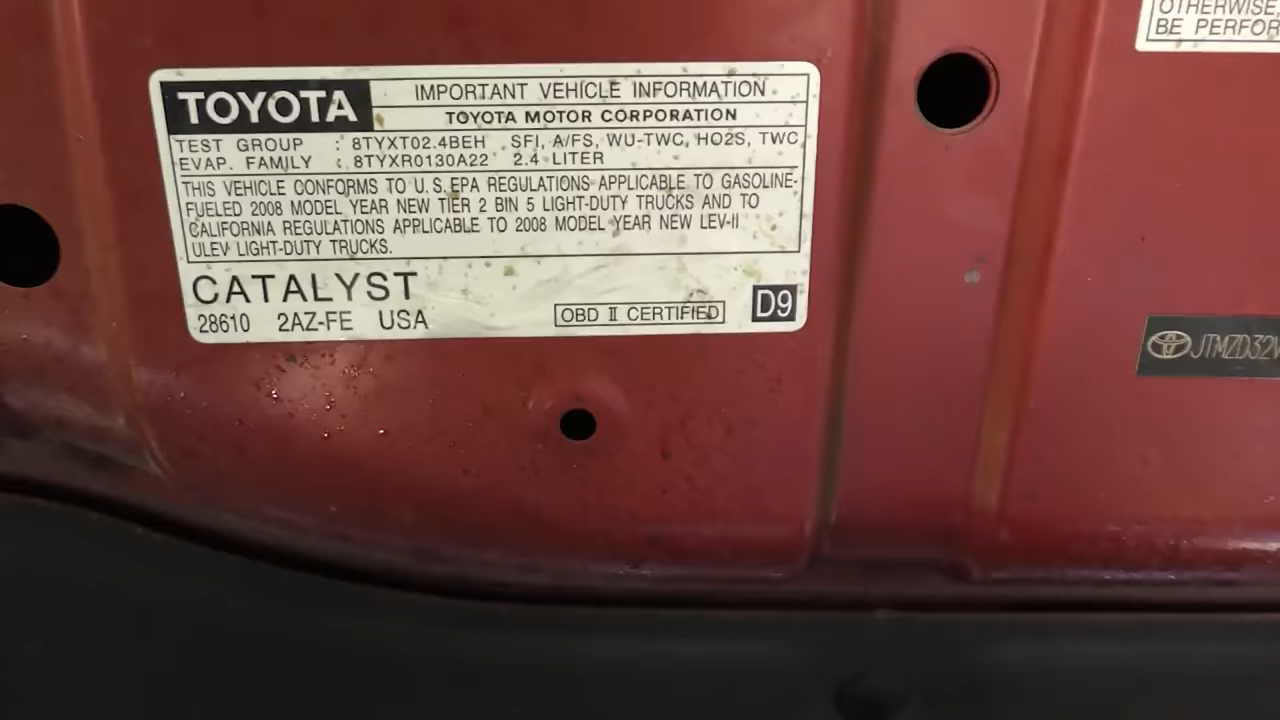 OTHERWISE,
BE PERFOR
TOYOTA
IMPORTANT VEHICLE INFORMATION
TOYOTA MOTOR CORPORATION
TEST GROUP : 8TYXT02.4BEH SFI, A/FS, WU-TWC, HO2S, TWC
EVAP. FAMILY : 8TYXR0130A22 2.4 LITER
THIS VEHICLE CONFORMS TO U.S.EPA REGULATIONS APPLICABLE TO GASOLINE-
FUELED 2008 MODEL YEAR NEW TIER 2 BIN 5 LIGHT-DUTY TRUCKS AND TO
CALIFORNIA REGULATIONS APPLICABLE TO 2008 MODEL YEAR NEW LEV-II
ULEV LIGHT-DUTY TRUCKS.
CATALYST
28610 2AZ-FE USA
OBD II CERTIFIED
D9
JTMZD32V